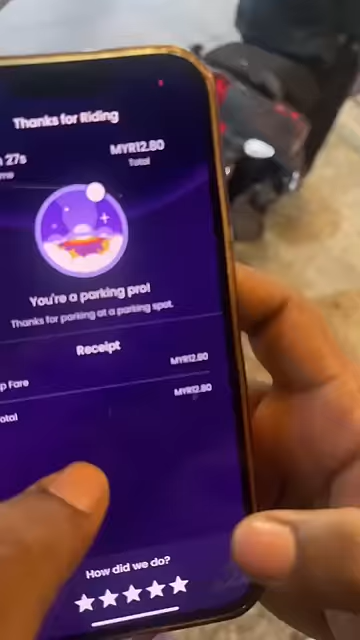 Thanks for Riding
27s
MYR12.80
Total
You're a parking pro!
Thanks for parking at a parking spot.
Receipt
Fare
MYR12.80
MYR12.80
How did we do?